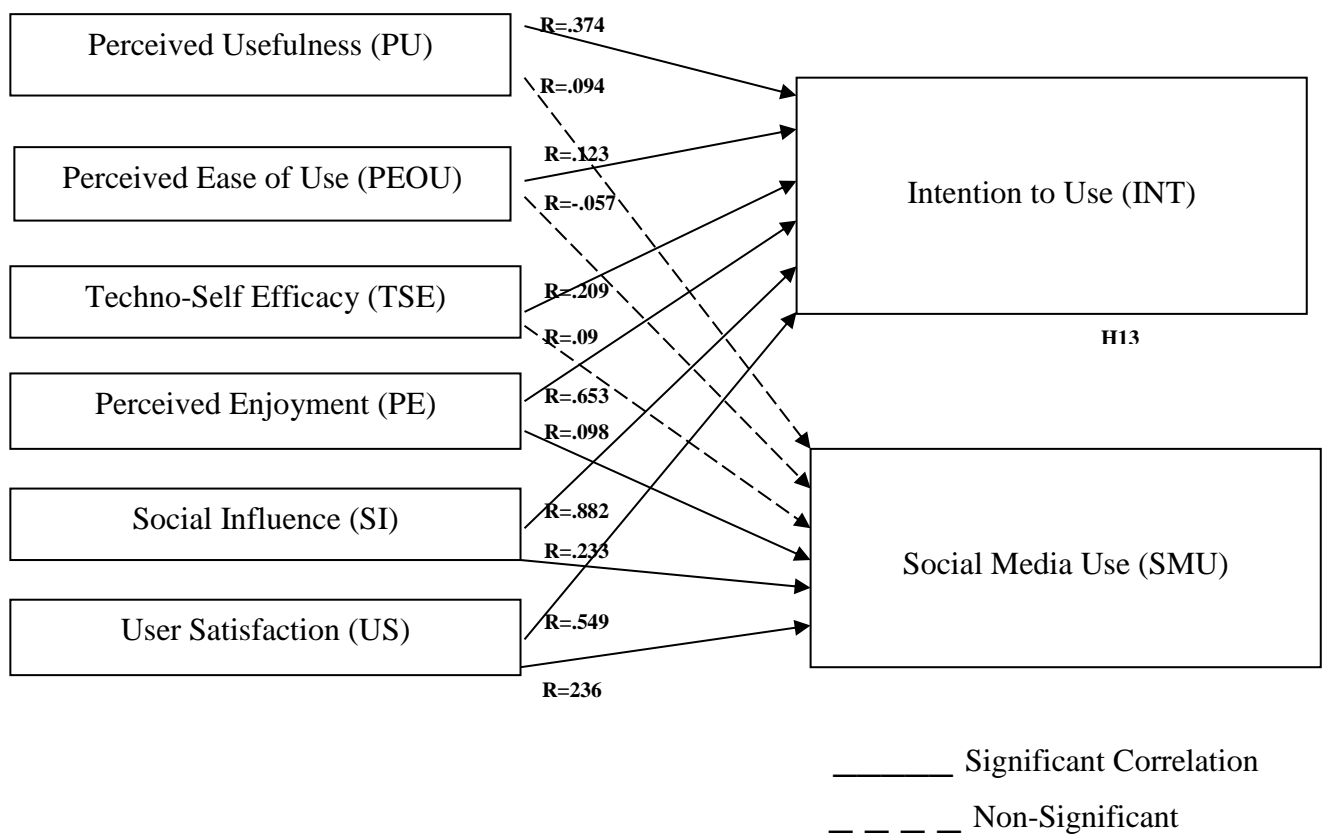 Perceived Usefulness (PU)
R=.374
R=.094
Perceived Ease of Use (PEOU)
R=.123
R=-.057
Intention to Use (INT)
Techno-Self Efficacy (TSE)
R=.209
R=.09
H13
Perceived Enjoyment (PE)
R=.653
R=.098
Social Influence (SI)
R=.882
R=.233
Social Media Use (SMU)
User Satisfaction (US)
R=.549
R=236
Significant Correlation
Non-Significant